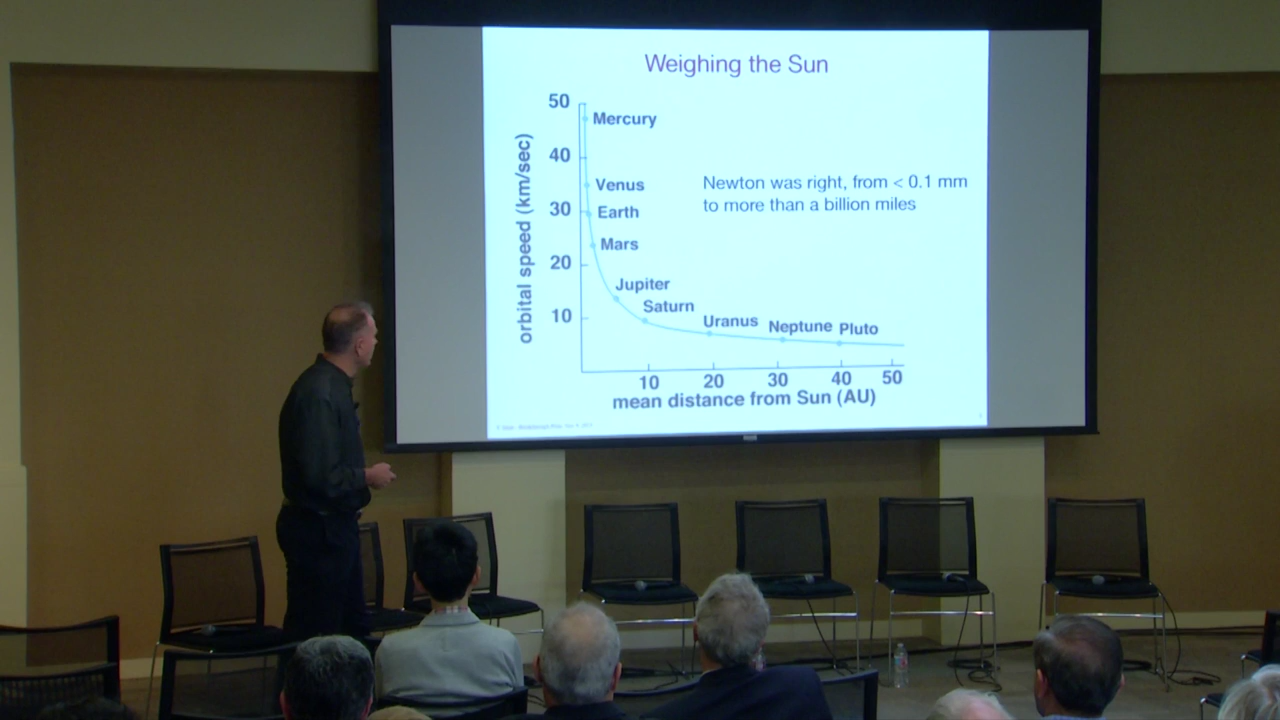 Weighing the Sun
50
Mercury
40
Venus
Newton was right, from < 0.1 mm
to more than a billion miles
30
Earth
Mars
20
Jupiter
Saturn
10
Uranus
Neptune
Pluto
orbital speed (km/sec)
10 20 30 40 50
mean distance from Sun (AU)